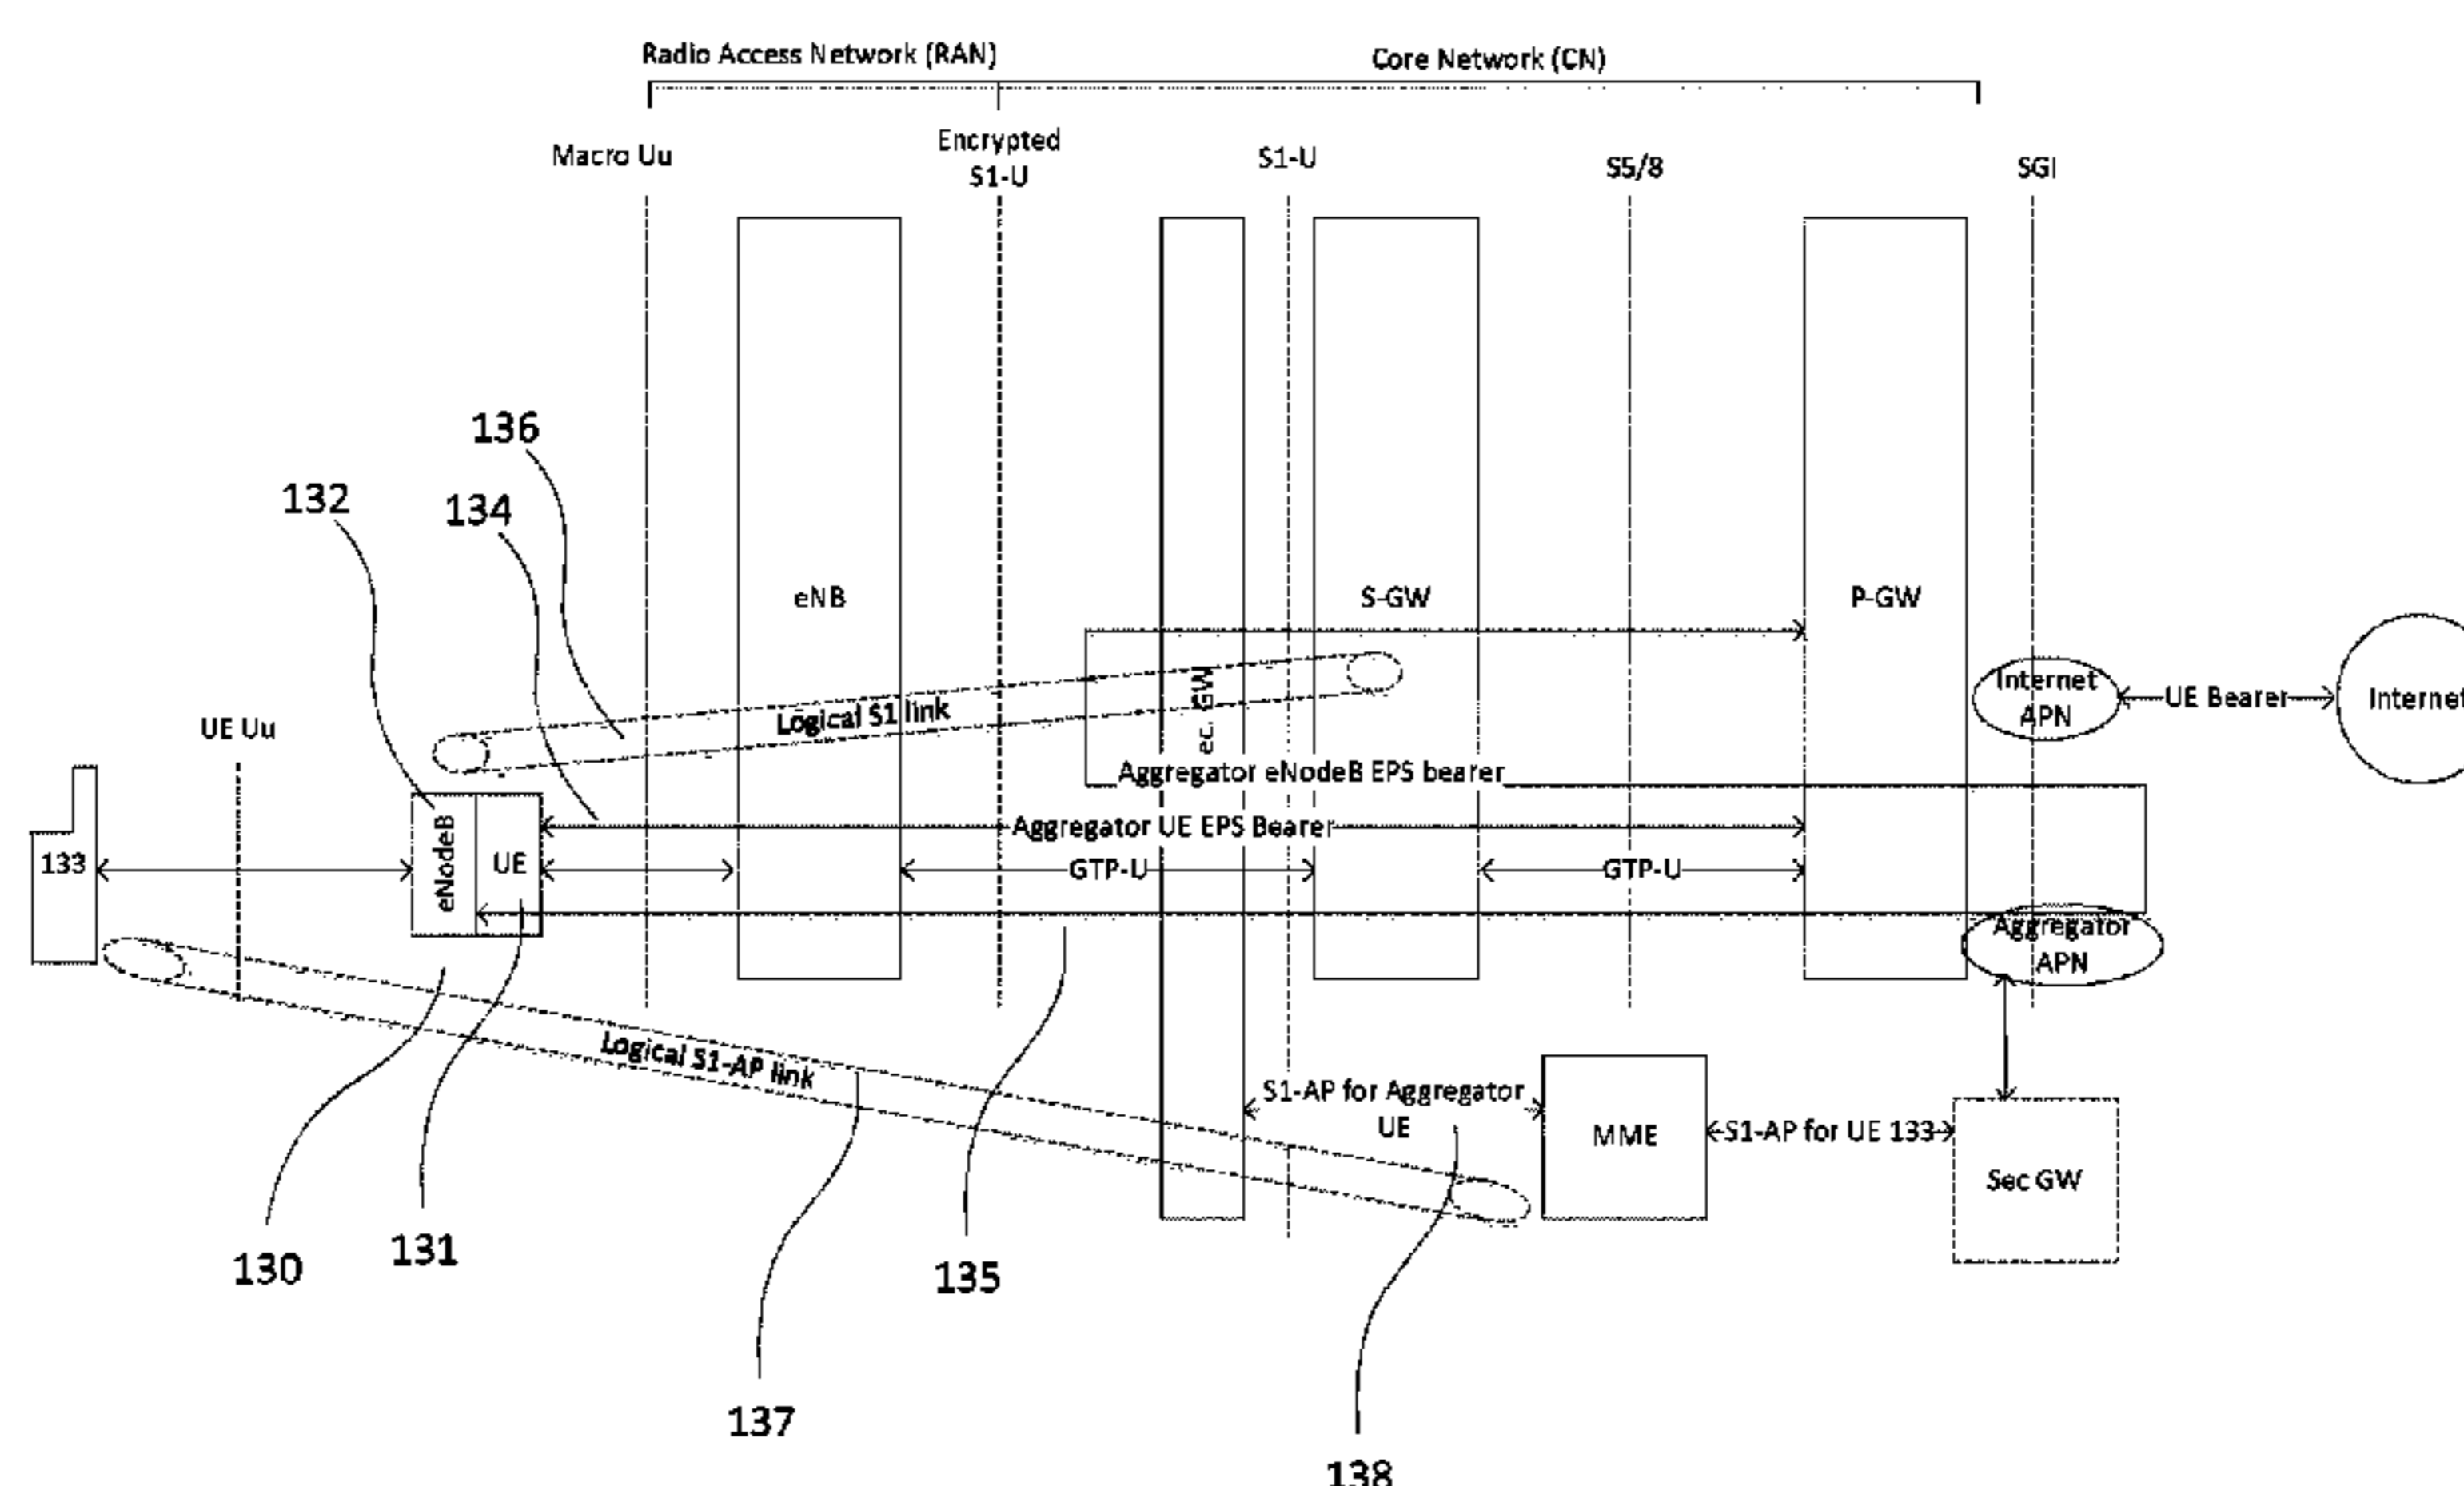 Radio Access Network (RAN)
Core Network (CN)
Macro Uu
Encrypted
S1-U
S1-U
S5/8
SGI
136
132
134
eNB
S-GW
P-GW
ec. GW
Internet
APN
UE Bearer
Internet
Logical S1 link
UE Uu
Aggregator eNodeB EPS bearer
Aggregator UE EPS Bearer
133
eNodeB
UE
GTP-U
GTP-U
Aggregator
APN
Logical S1-AP link
S1-AP for Aggregator
UE
MME
S1-AP for UE 133
Sec GW
130
131
135
137
138